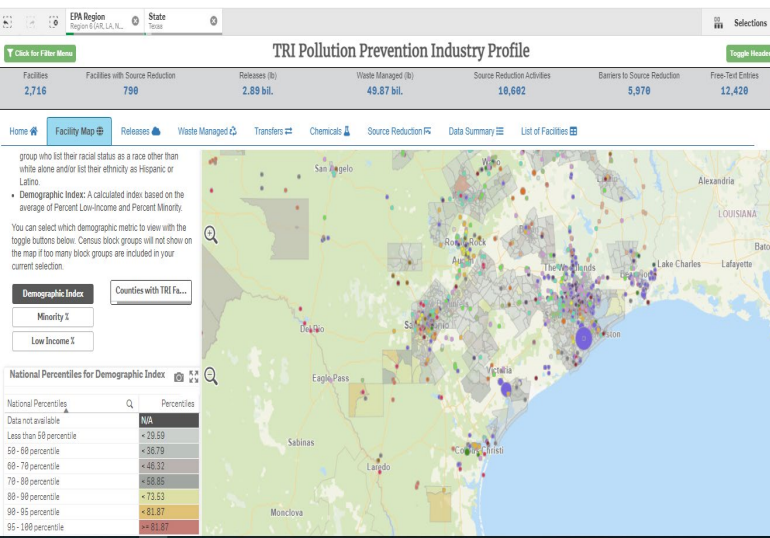 EPA Region
Region 6 (AR, LA, N...
State
Texas
Selections
Click for Filter Menu
TRI Pollution Prevention Industry Profile
Toggle Header
Facilities
2,716
Facilities with Source Reduction
790
Releases (lb)
2.89 bil.
Waste Managed (lb)
49.87 bil.
Source Reduction Activities
10,602
Barriers to Source Reduction
5,970
Free-Text Entries
12,420
Home
Facility Map
Releases
Waste Managed
Transfers
Chemicals
Source Reduction
Data Summary
List of Facilities
group who list their racial status as a race other than
white alone and/or list their ethnicity as Hispanic or
Latino.
• Demographic Index: A calculated index based on the
average of Percent Low-Income and Percent Minority.
You can select which demographic metric to view with the
toggle buttons below. Census block groups will not show on
the map if too many block groups are included in your
current selection.
Demographic Index
Counties with TRI Fa...
Minority %
Low Income %
National Percentiles for Demographic Index
National Percentiles Percentiles
Data not available N/A
Less than 50 percentile < 29.59
50 - 60 percentile < 36.79
60 - 70 percentile < 46.32
70 - 80 percentile < 58.85
80 - 90 percentile < 73.53
90 - 95 percentile < 81.87
95 - 100 percentile >= 81.87
San Angelo
Alexandria
LOUISIANA
Round Rock
Bato
The Woodlands
Beaumont
Lake Charles
Lafayette
Del Rio
San Antonio
Eagle Pass
Victoria
Sabinas
Corpus Christi
Laredo
Monclova